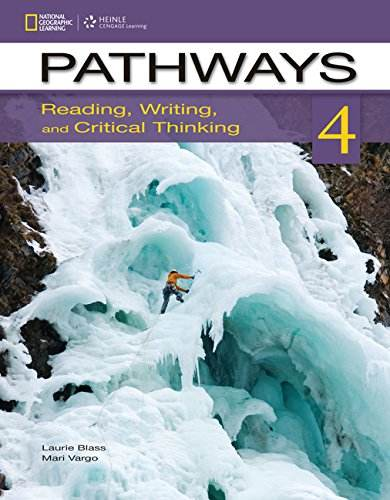 NATIONAL
GEOGRAPHIC
LEARNING
HEINLE
CENGAGE Learning
PATHWAYS
Reading, Writing,
and Critical Thinking
4
Laurie Blass
Mari Vargo